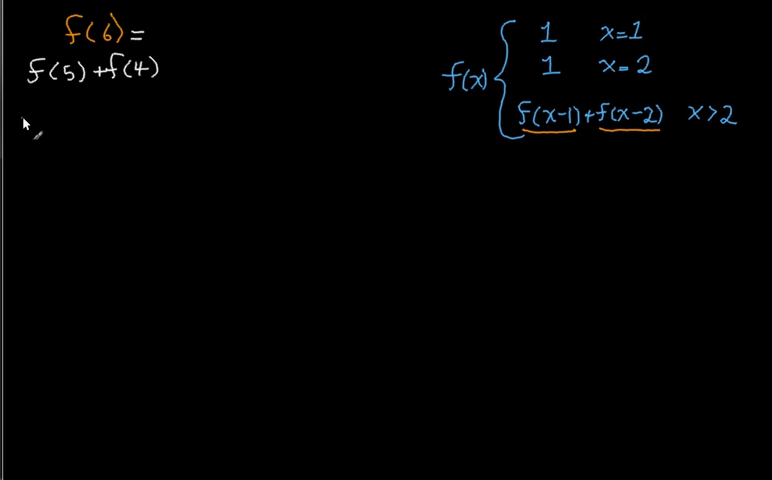 f(6) =
f(5) + f(4)
f(x) {
1 x=1
1 x=2
f(x-1)+f(x-2) x>2